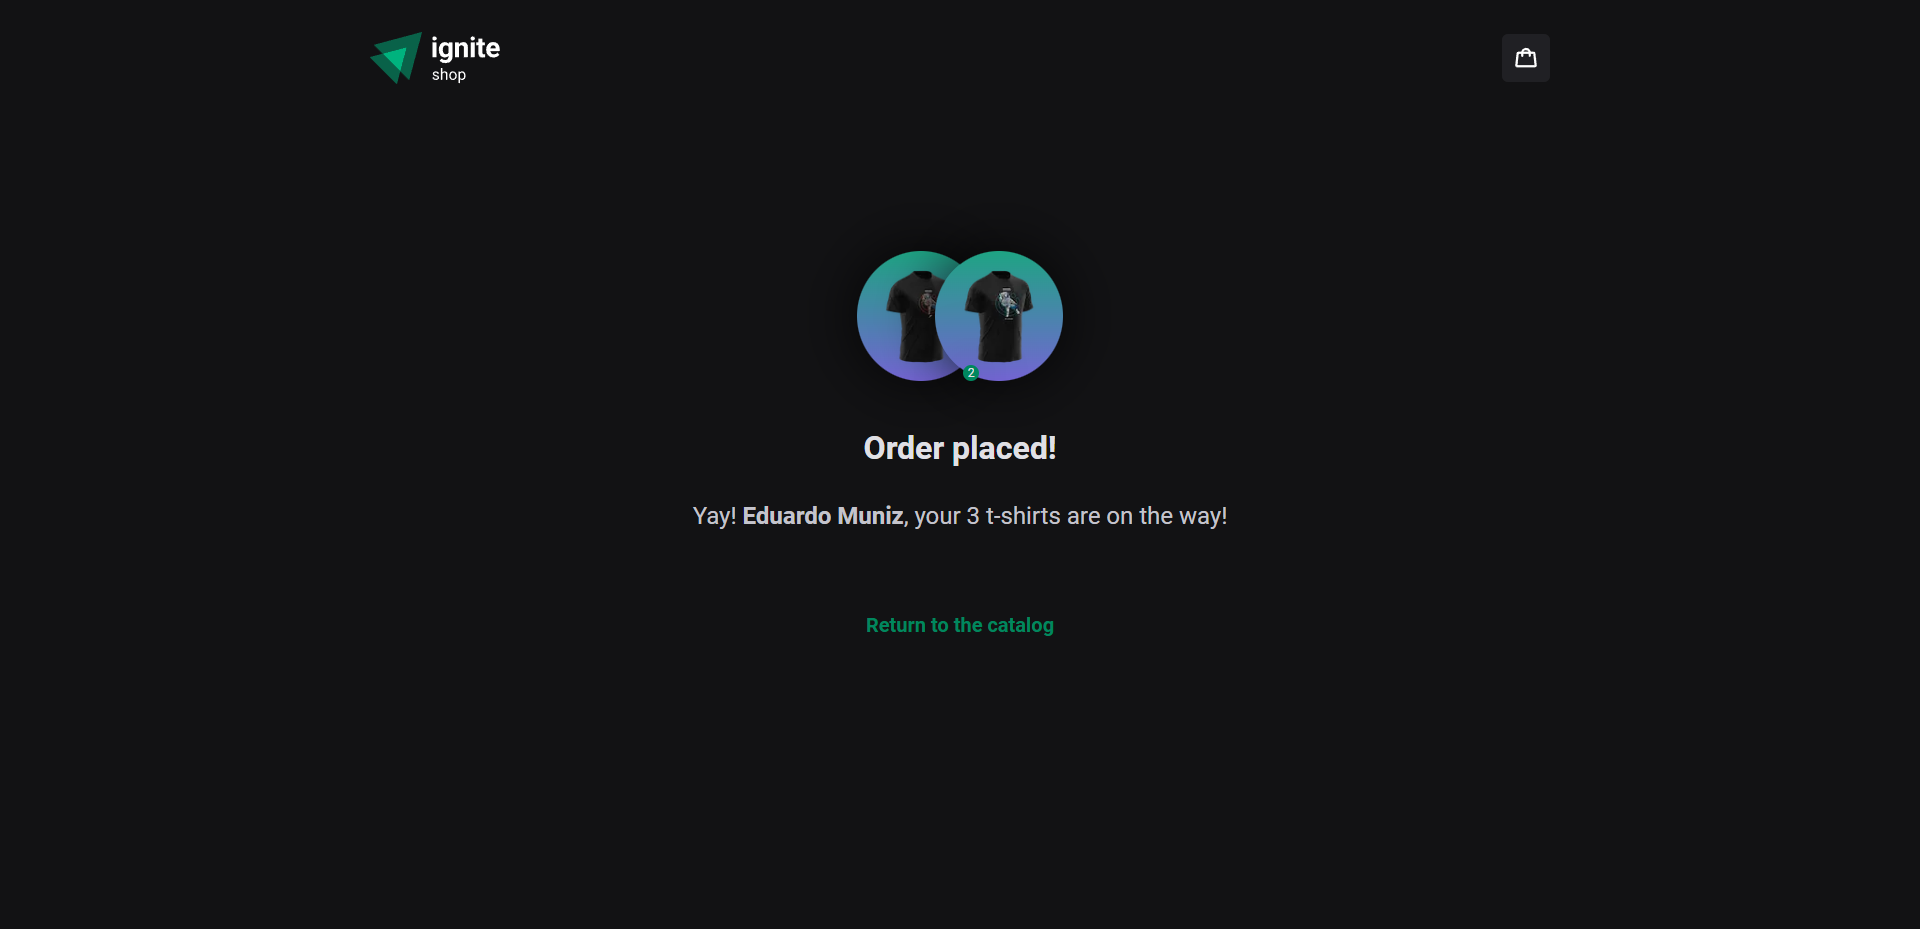 ignite
shop
2
Order placed!
Yay! Eduardo Muniz, your 3 t-shirts are on the way!
Return to the catalog